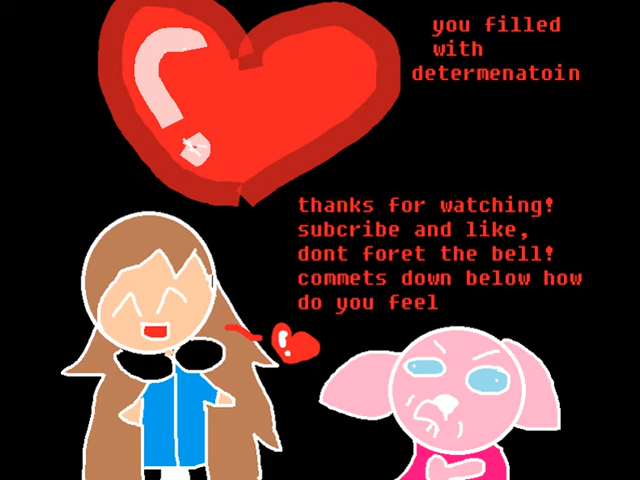 you filled
with
determenatoin
thanks for watching!
subcribe and like,
dont foret the bell!
commets down below how
do you feel